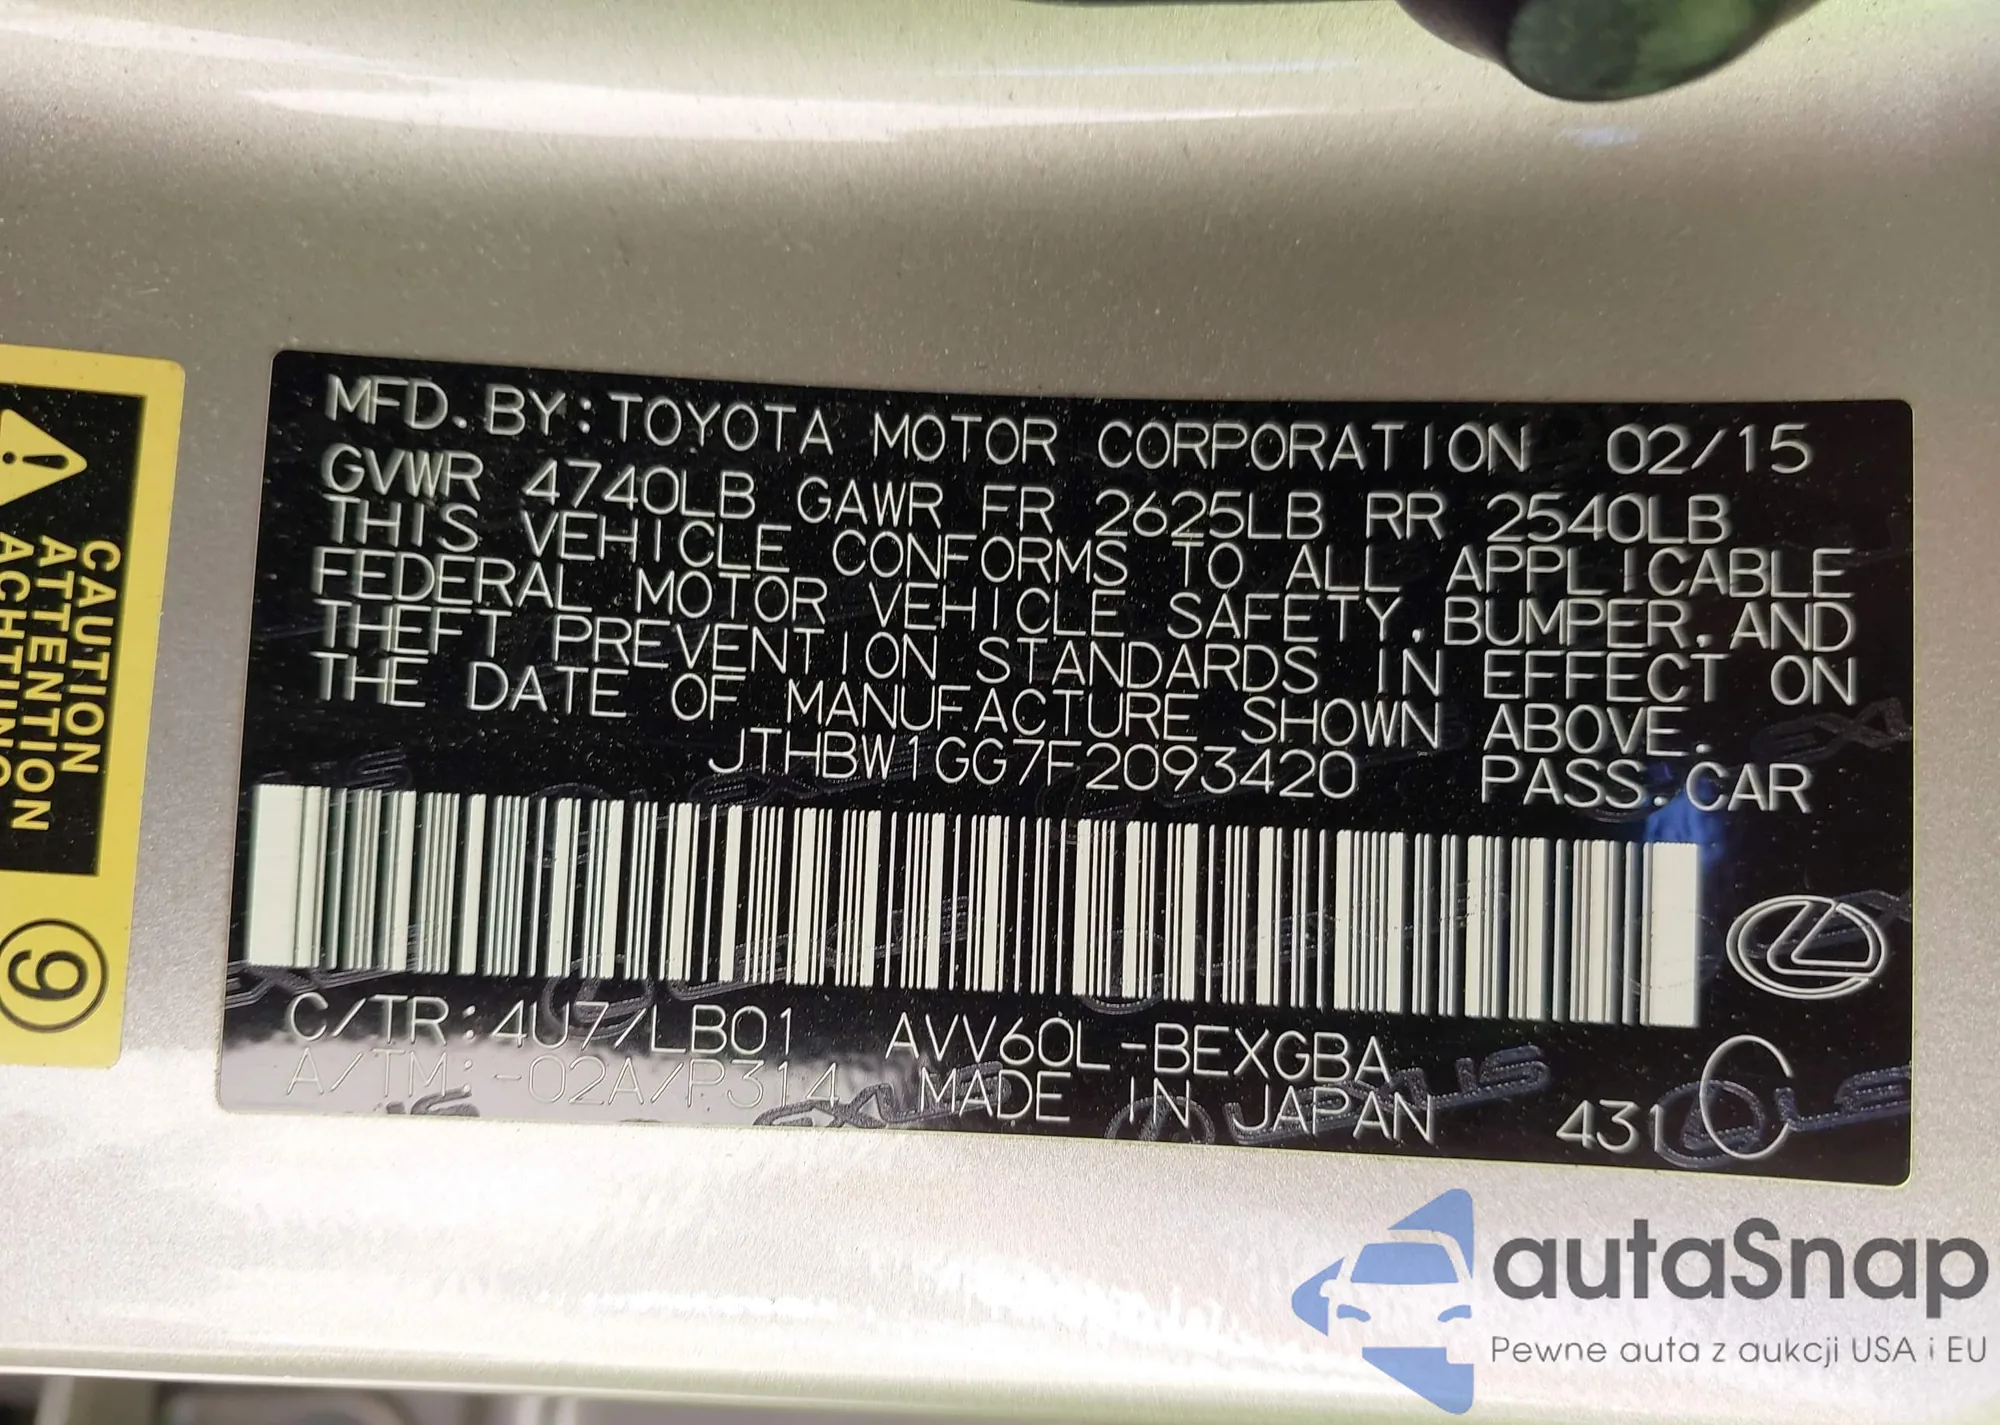 MFD. BY: TOYOTA MOTOR CORPORATION 02/15
GVWR 4740LB GAWR FR 2625LB RR 2540LB
THIS VEHICLE CONFORMS TO ALL APPLICABLE
FEDERAL MOTOR VEHICLE SAFETY, BUMPER, AND
THEFT PREVENTION STANDARDS IN EFFECT ON
THE DATE OF MANUFACTURE SHOWN ABOVE.
JTHBW1GG7F2093420 PASS. CAR
C/TR: 4U7/LB01 AVV60L-BEXGBA
A/TM: -02A/P314 MADE IN JAPAN 431
CAUTION
ATTENTION
9
autaSnap
Pewne auta z aukcji USA i EU